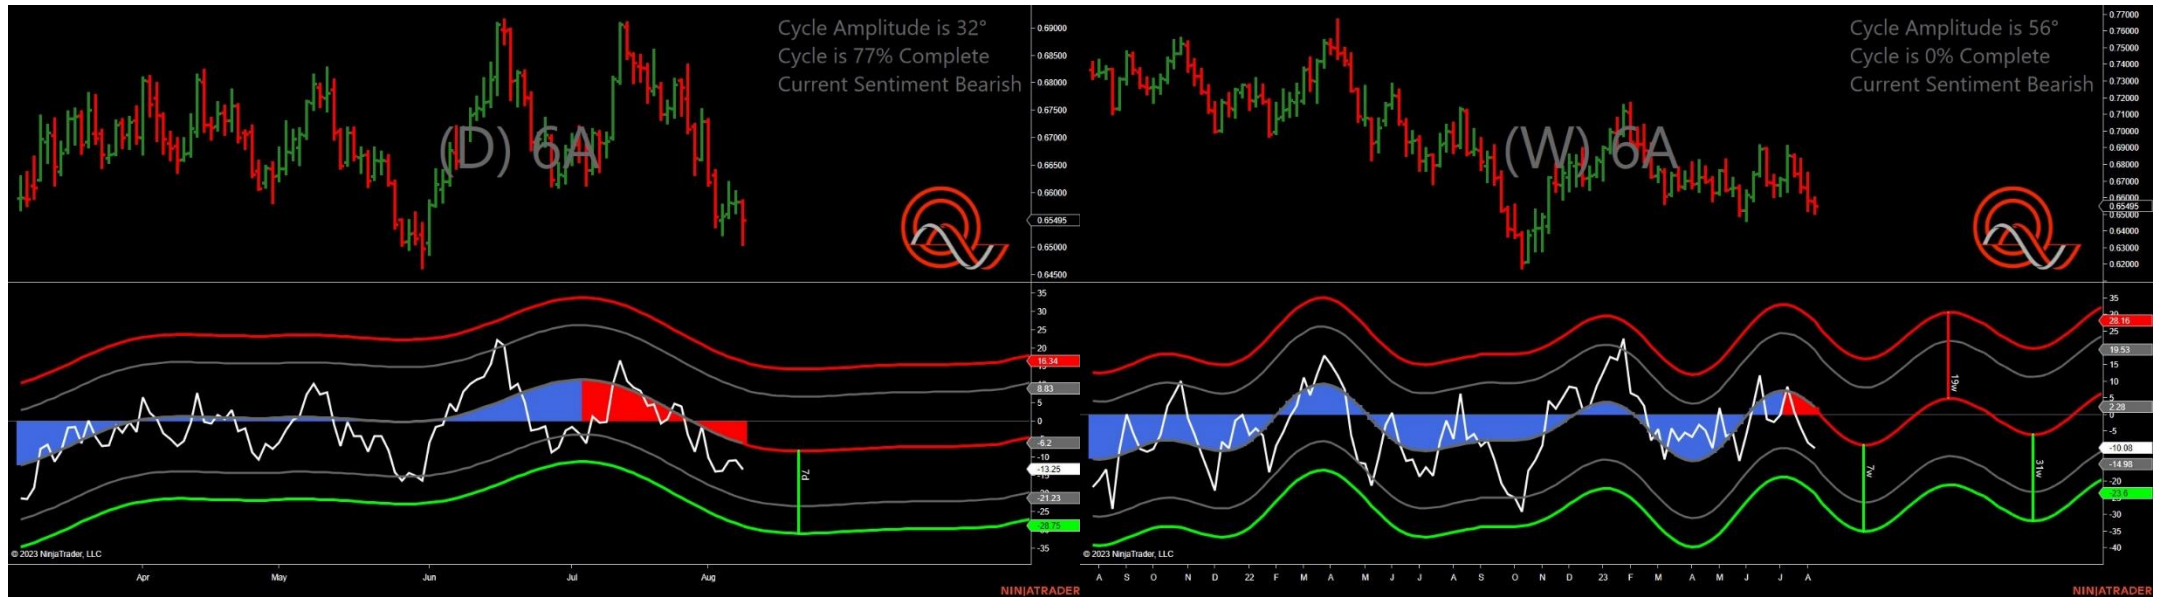 Cycle Amplitude is 32°
Cycle is 77% Complete
Current Sentiment Bearish
(D) 6A
0.69000
0.68500
0.68000
0.67500
0.67000
0.66500
0.66000
0.65495
0.65000
0.64500
35
30
25
20
16.34
15
8.83
5
0
-6.2
-10
-13.25
-21.23
-25
-28.75
-35
7d
© 2023 NinjaTrader, LLC
Apr
May
Jun
Jul
Aug
NINJATRADER
Cycle Amplitude is 56°
Cycle is 0% Complete
Current Sentiment Bearish
(W) 6A
0.77000
0.76000
0.75000
0.74000
0.73000
0.72000
0.71000
0.70000
0.69000
0.68000
0.67000
0.66000
0.65495
0.65000
0.64000
0.63000
0.62000
35
28.16
25
19.53
15
10
5
2.28
0
-5
-10.08
-14.98
-20
-23.6
-30
-35
-40
19w
7w
31w
© 2023 NinjaTrader, LLC
A S O N D 22 F M A M J J A S O N D 23 F M A M J J A
NINJATRADER